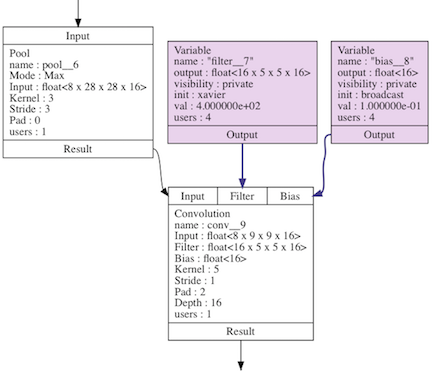 Input
Pool
name : pool__6
Mode : Max
Input : float<8 x 28 x 28 x 16>
Kernel : 3
Stride : 3
Pad : 0
users : 1
Result
Variable
name : "filter__7"
output : float<16 x 5 x 5 x 16>
visibility : private
init : xavier
val : 4.000000e+02
users : 4
Output
Variable
name : "bias__8"
output : float<16>
visibility : private
init : broadcast
val : 1.000000e-01
users : 4
Output
Input
Filter
Bias
Convolution
name : conv__9
Input : float<8 x 9 x 9 x 16>
Filter : float<16 x 5 x 5 x 16>
Bias : float<16>
Kernel : 5
Stride : 1
Pad : 2
Depth : 16
users : 1
Result